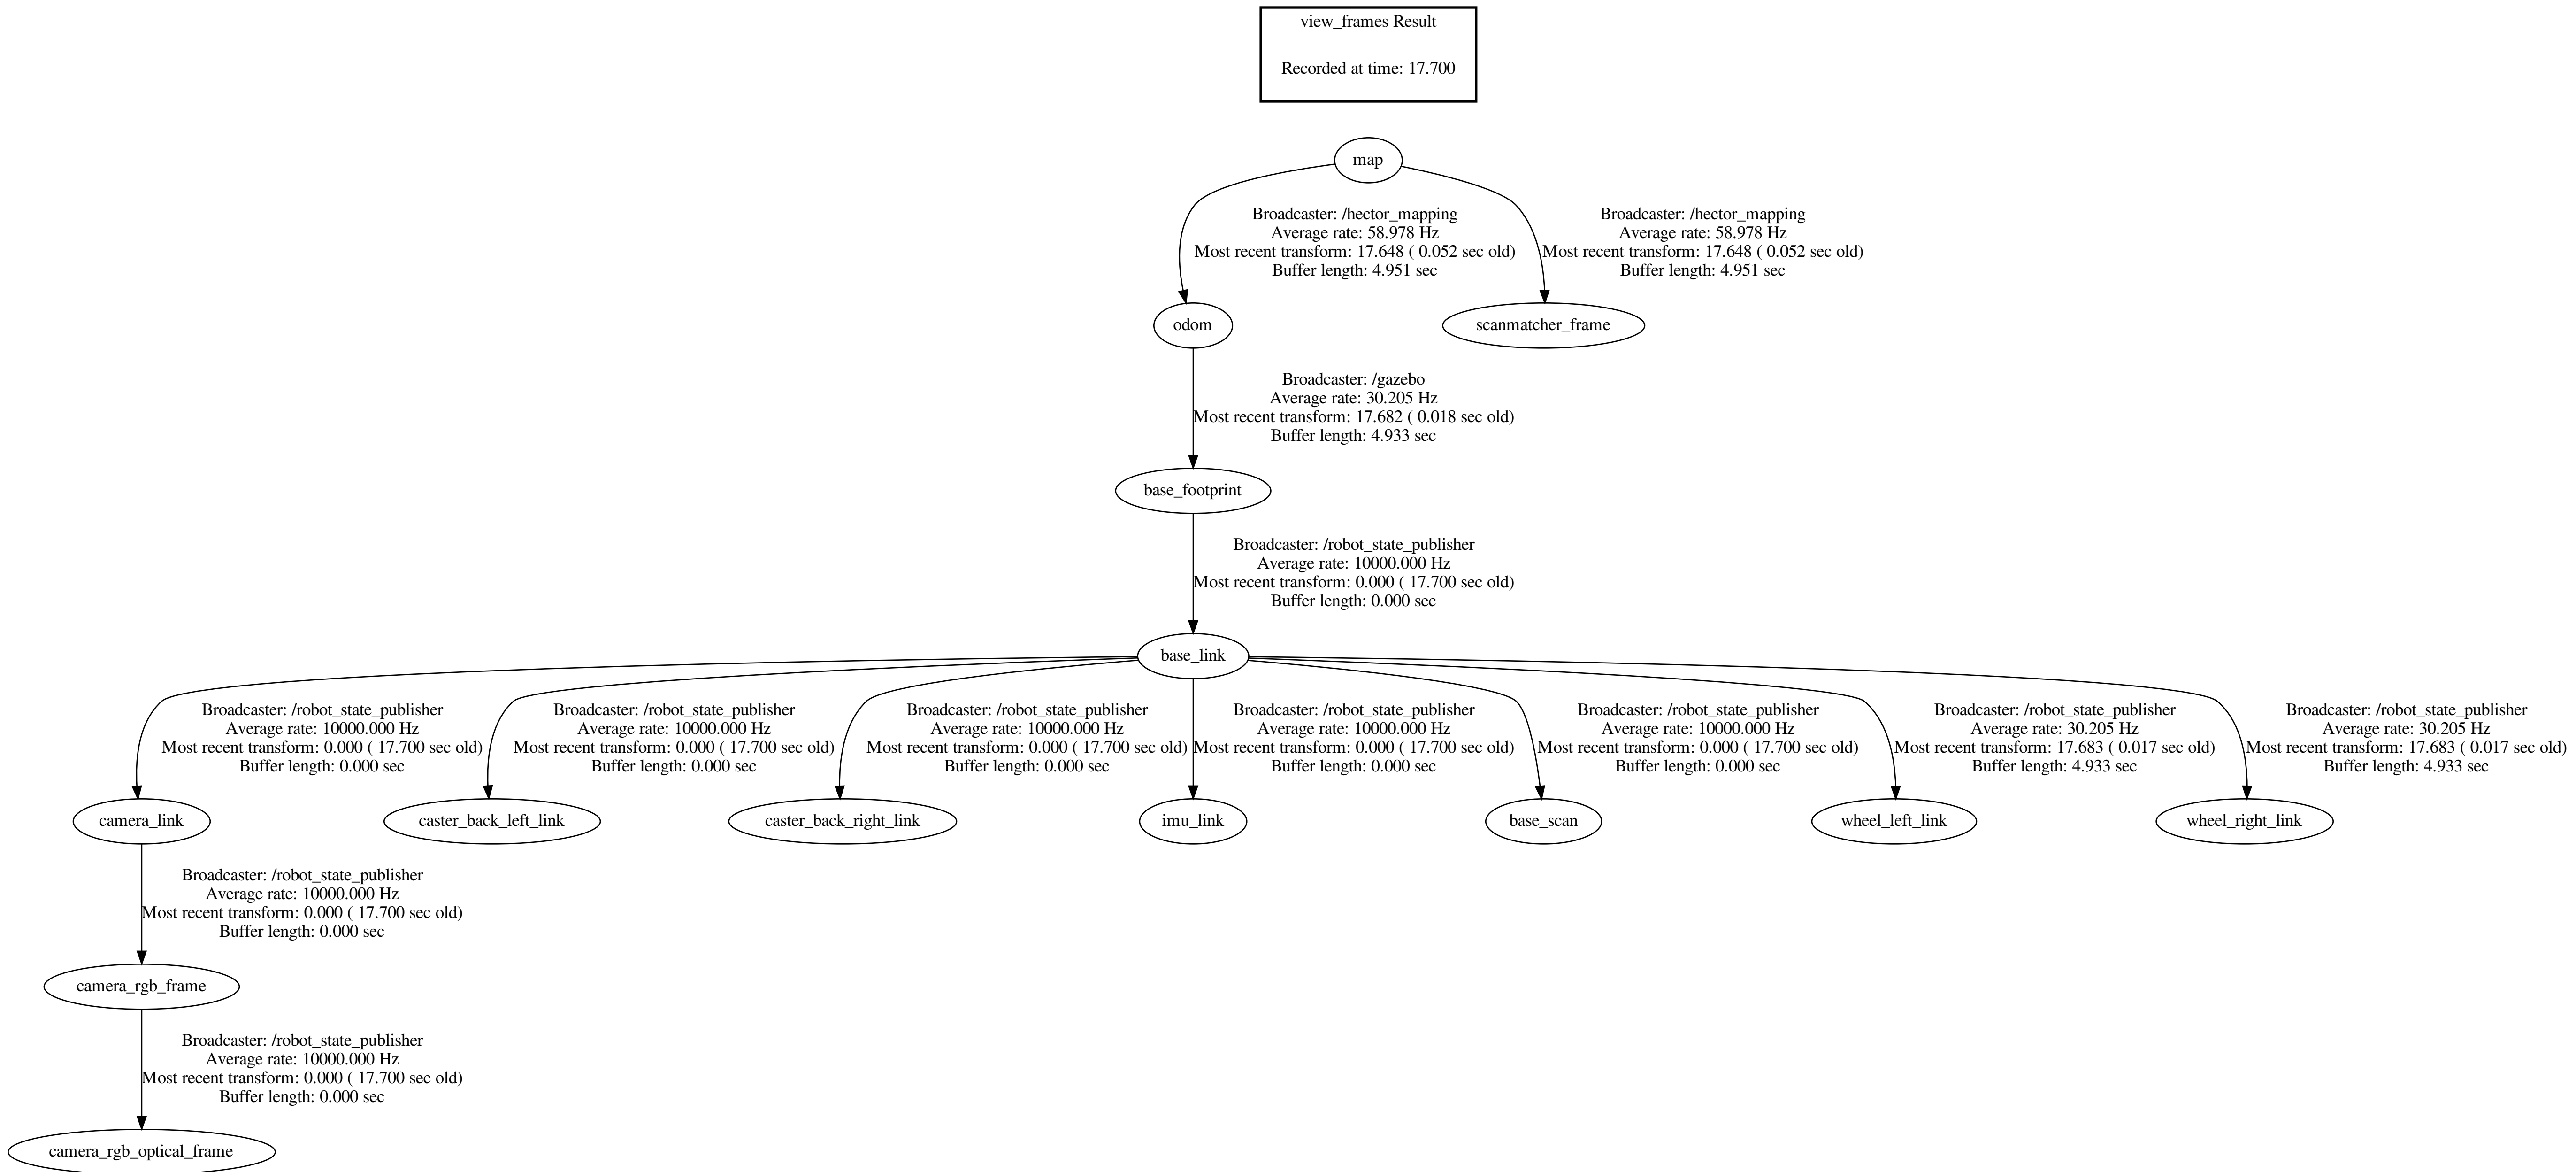 view_frames Result
Recorded at time: 17.700
map
Broadcaster: /hector_mapping
Average rate: 58.978 Hz
Most recent transform: 17.648 ( 0.052 sec old)
Buffer length: 4.951 sec
Broadcaster: /hector_mapping
Average rate: 58.978 Hz
Most recent transform: 17.648 ( 0.052 sec old)
Buffer length: 4.951 sec
odom
scanmatcher_frame
Broadcaster: /gazebo
Average rate: 30.205 Hz
Most recent transform: 17.682 ( 0.018 sec old)
Buffer length: 4.933 sec
base_footprint
Broadcaster: /robot_state_publisher
Average rate: 10000.000 Hz
Most recent transform: 0.000 ( 17.700 sec old)
Buffer length: 0.000 sec
base_link
Broadcaster: /robot_state_publisher
Average rate: 10000.000 Hz
Most recent transform: 0.000 ( 17.700 sec old)
Buffer length: 0.000 sec
Broadcaster: /robot_state_publisher
Average rate: 10000.000 Hz
Most recent transform: 0.000 ( 17.700 sec old)
Buffer length: 0.000 sec
Broadcaster: /robot_state_publisher
Average rate: 10000.000 Hz
Most recent transform: 0.000 ( 17.700 sec old)
Buffer length: 0.000 sec
Broadcaster: /robot_state_publisher
Average rate: 10000.000 Hz
Most recent transform: 0.000 ( 17.700 sec old)
Buffer length: 0.000 sec
Broadcaster: /robot_state_publisher
Average rate: 10000.000 Hz
Most recent transform: 0.000 ( 17.700 sec old)
Buffer length: 0.000 sec
Broadcaster: /robot_state_publisher
Average rate: 30.205 Hz
Most recent transform: 17.683 ( 0.017 sec old)
Buffer length: 4.933 sec
Broadcaster: /robot_state_publisher
Average rate: 30.205 Hz
Most recent transform: 17.683 ( 0.017 sec old)
Buffer length: 4.933 sec
camera_link
caster_back_left_link
caster_back_right_link
imu_link
base_scan
wheel_left_link
wheel_right_link
Broadcaster: /robot_state_publisher
Average rate: 10000.000 Hz
Most recent transform: 0.000 ( 17.700 sec old)
Buffer length: 0.000 sec
camera_rgb_frame
Broadcaster: /robot_state_publisher
Average rate: 10000.000 Hz
Most recent transform: 0.000 ( 17.700 sec old)
Buffer length: 0.000 sec
camera_rgb_optical_frame